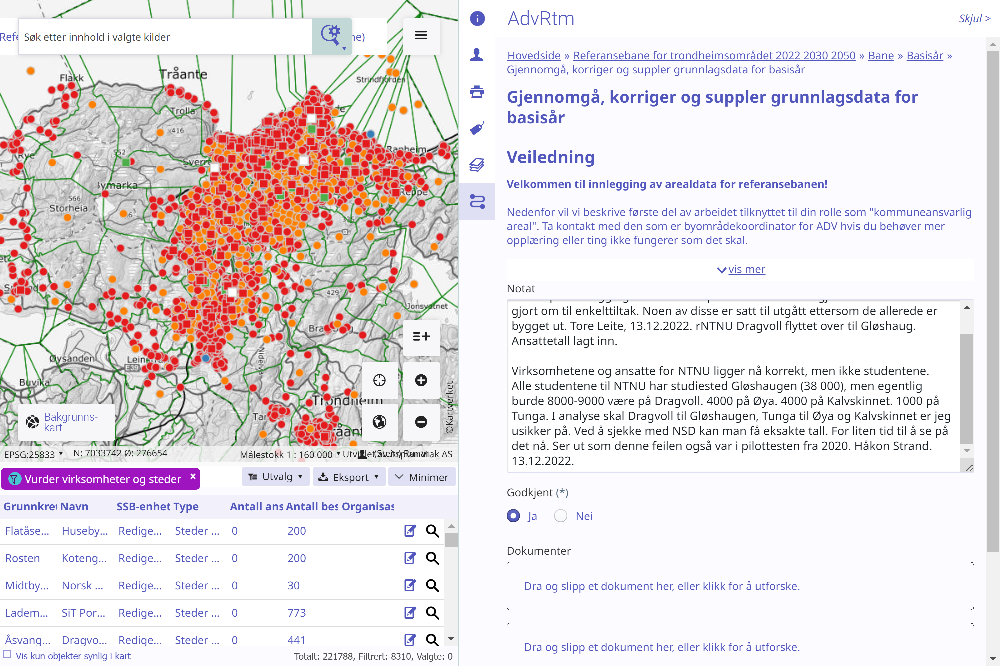 Søk etter innhold i valgte kilder
ne)
Tråante
Flakk
Strindfjorden
Trolla
416
Ranheim
552
Rye
Sverre
Bymarka
566
Storheia
Reppe
429
Jonsvatnet
Øysanden
E39
Nidelva
Buvika
Trondheim
Bakgrunns-
kart
©Kartverket
EPSG:25833
N: 7033742 Ø: 276654
Målestokk 1 : 160 000
Utviklet av Asplan Viak AS
Vurder virksomheter og steder
x
Utvalg
Eksport
Minimer
Grunnkret Navn SSB-enhet Type Antall ans Antall bes Organisas
Flatåse... Huseby... Redige... Steder ... 0 200
Rosten Koteng... Redige... Steder ... 0 200
Midtby... Norsk ... Redige... Steder ... 0 30
Ladem... SiT Por... Redige... Steder ... 0 773
Åsvang... Dragvo... Redige... Steder ... 0 441
Vis kun objekter synlig i kart
Totalt: 221788, Filtrert: 8310, Valgte: 0
AdvRtm
Skjul >
Hovedside » Referansebane for trondheimsområdet 2022 2030 2050 » Bane » Basisår »
Gjennomgå, korriger og suppler grunnlagsdata for basisår
Gjennomgå, korriger og suppler grunnlagsdata for
basisår
Veiledning
Velkommen til innlegging av arealdata for referansebanen!
Nedenfor vil vi beskrive første del av arbeidet tilknyttet til din rolle som "kommuneansvarlig
areal". Ta kontakt med den som er byområdekoordinator for ADV hvis du behøver mer
opplæring eller ting ikke fungerer som det skal.
vis mer
Notat
gjort om til enkelttiltak. Noen av disse er satt til utgått ettersom de allerede er
bygget ut. Tore Leite, 13.12.2022. rNTNU Dragvoll flyttet over til Gløshaug.
Ansattetall lagt inn.
Virksomhetene og ansatte for NTNU ligger nå korrekt, men ikke studentene.
Alle studentene til NTNU har studiested Gløshaugen (38 000), men egentlig
burde 8000-9000 være på Dragvoll. 4000 på Øya. 4000 på Kalvskinnet. 1000 på
Tunga. I analyse skal Dragvoll til Gløshaugen, Tunga til Øya og Kalvskinnet er jeg
usikker på. Ved å sjekke med NSD kan man få eksakte tall. For liten tid til å se på
det nå. Ser ut som denne feilen også var i pilottesten fra 2020. Håkon Strand.
13.12.2022.
Godkjent (*)
Ja Nei
Dokumenter
Dra og slipp et dokument her, eller klikk for å utforske.
Dra og slipp et dokument her, eller klikk for å utforske.